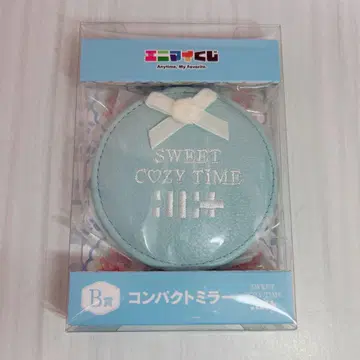 エニマイくじ
Anytime, My Favorite
SWEET
COZY TIME
B賞
コンパクトミラー